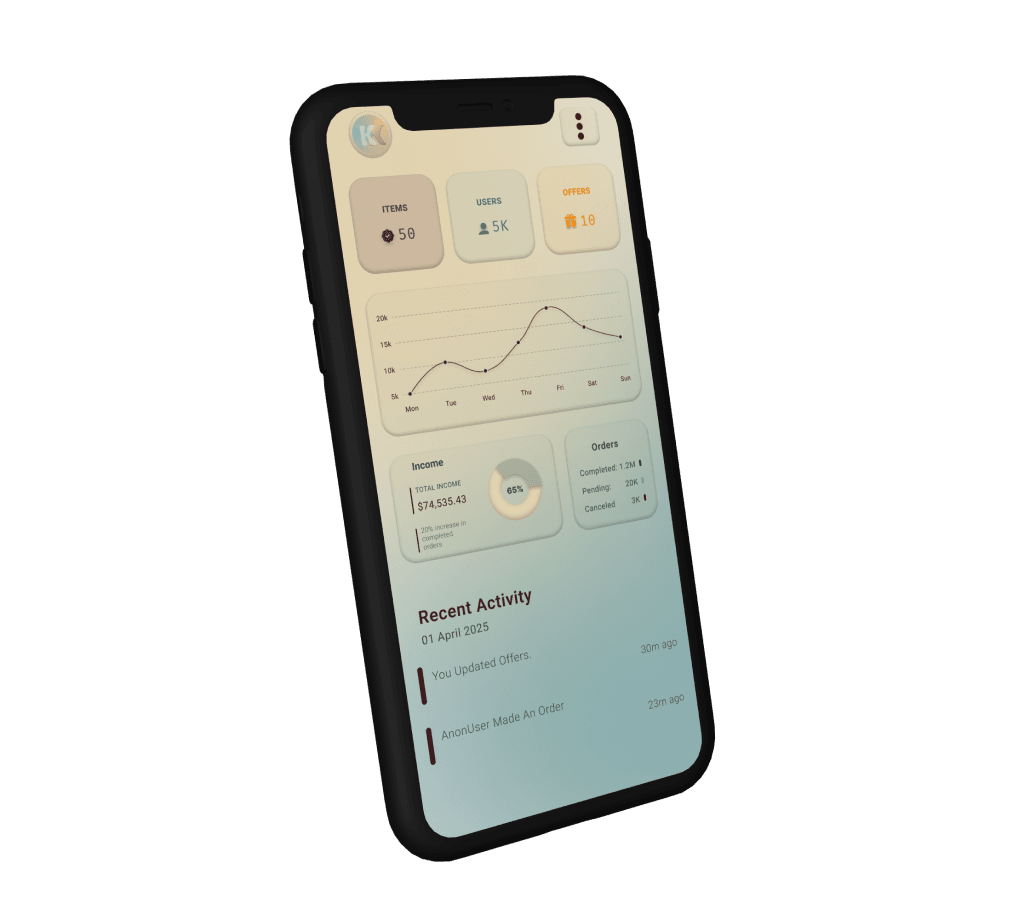 K
ITEMS
50
USERS
5K
OFFERS
10
20k
15k
10k
5k
Mon Tue Wed Thu Fri Sat Sun
Income
TOTAL INCOME
$74,535.43
20% increase in
completed
orders
65%
Orders
Completed: 1.2M
Pending: 20K
Canceled 3K
Recent Activity
01 April 2025
You Updated Offers. 30m ago
AnonUser Made An Order 23m ago